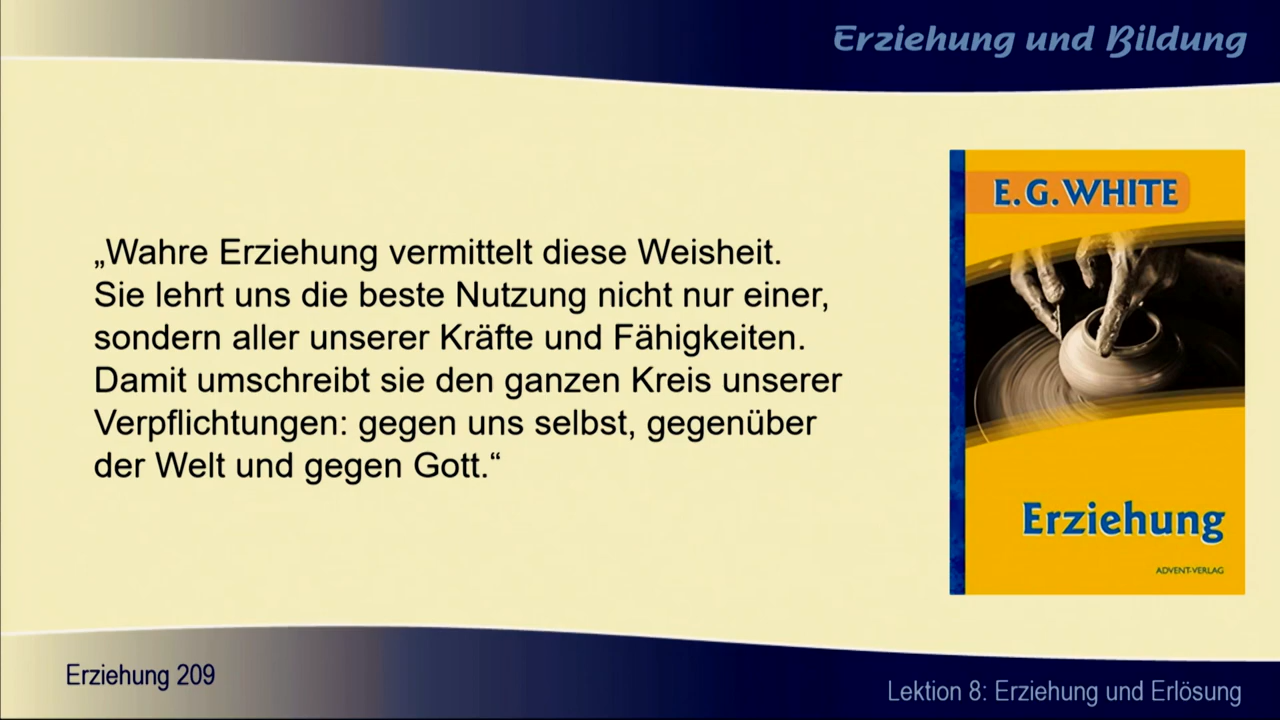 Erziehung und Bildung
„Wahre Erziehung vermittelt diese Weisheit.
Sie lehrt uns die beste Nutzung nicht nur einer,
sondern aller unserer Kräfte und Fähigkeiten.
Damit umschreibt sie den ganzen Kreis unserer
Verpflichtungen: gegen uns selbst, gegenüber
der Welt und gegen Gott.“
E.G.WHITE
Erziehung
ADVENT-VERLAG
Erziehung 209
Lektion 8: Erziehung und Erlösung